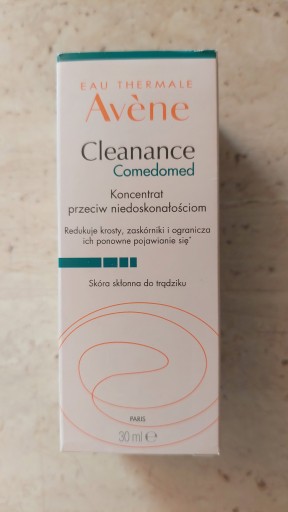 EAU THERMALE
Avène
Cleanance
Comedomed
Koncentrat
przeciw niedoskonałościom
Redukuje krosty, zaskórniki i ogranicza
ich ponowne pojawianie się*
Skóra skłonna do trądziku
PARIS
30 ml ℮